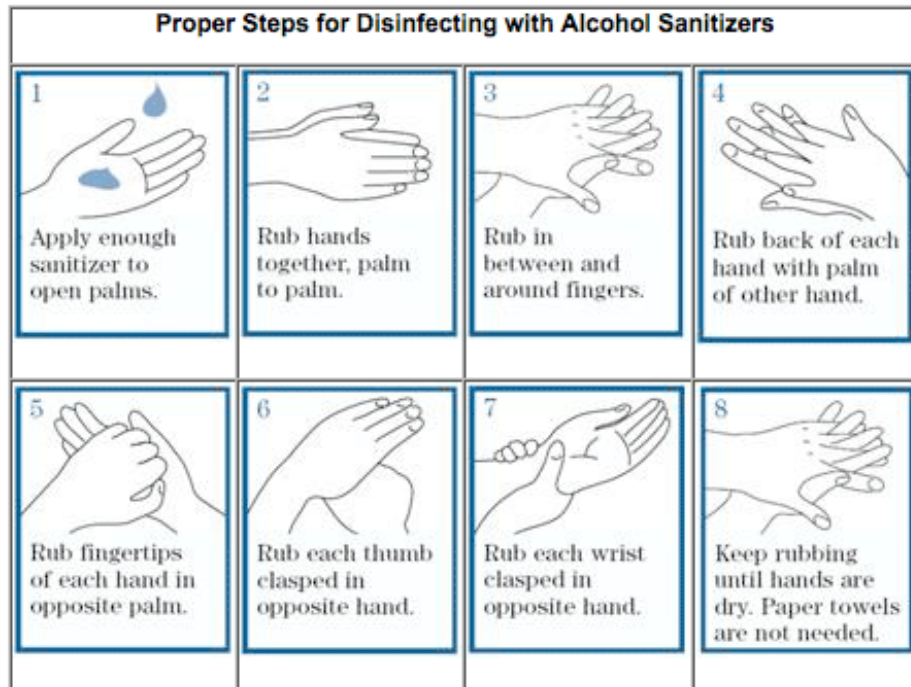 Proper Steps for Disinfecting with Alcohol Sanitizers
1
Apply enough
sanitizer to
open palms.
2
Rub hands
together, palm
to palm.
3
Rub in
between and
around fingers.
4
Rub back of each
hand with palm
of other hand.
5
Rub fingertips
of each hand in
opposite palm.
6
Rub each thumb
clasped in
opposite hand.
7
Rub each wrist
clasped in
opposite hand.
8
Keep rubbing
until hands are
dry. Paper towels
are not needed.